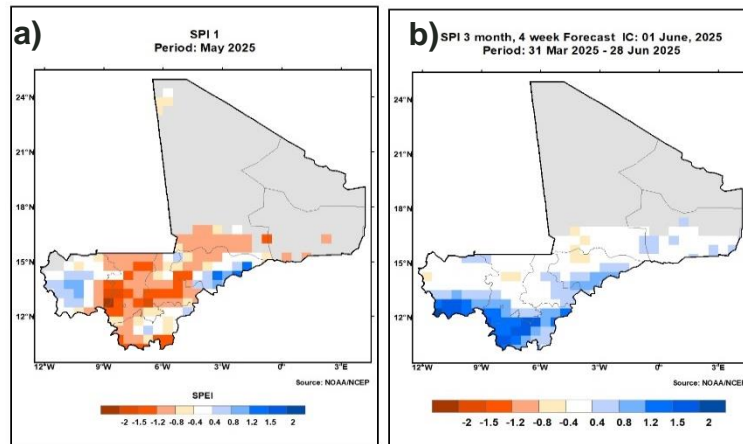 a)
SPI 1
Period: May 2025
24°N
21°N
18°N
15°N
12°N
12°W 9°W 6°W 3°W 0° 3°E
Source: NOAA/NCEP
SPEI
-2 -1.5 -1.2 -0.8 -0.4 0.4 0.8 1.2 1.5 2
b)
SPI 3 month, 4 week Forecast IC: 01 June, 2025
Period: 31 Mar 2025 - 28 Jun 2025
24°N
21°N
18°N
15°N
12°N
12°W 9°W 6°W 3°W 0° 3°E
Source: NOAA/NCEP
-2 -1.5 -1.2 -0.8 -0.4 0.4 0.8 1.2 1.5 2